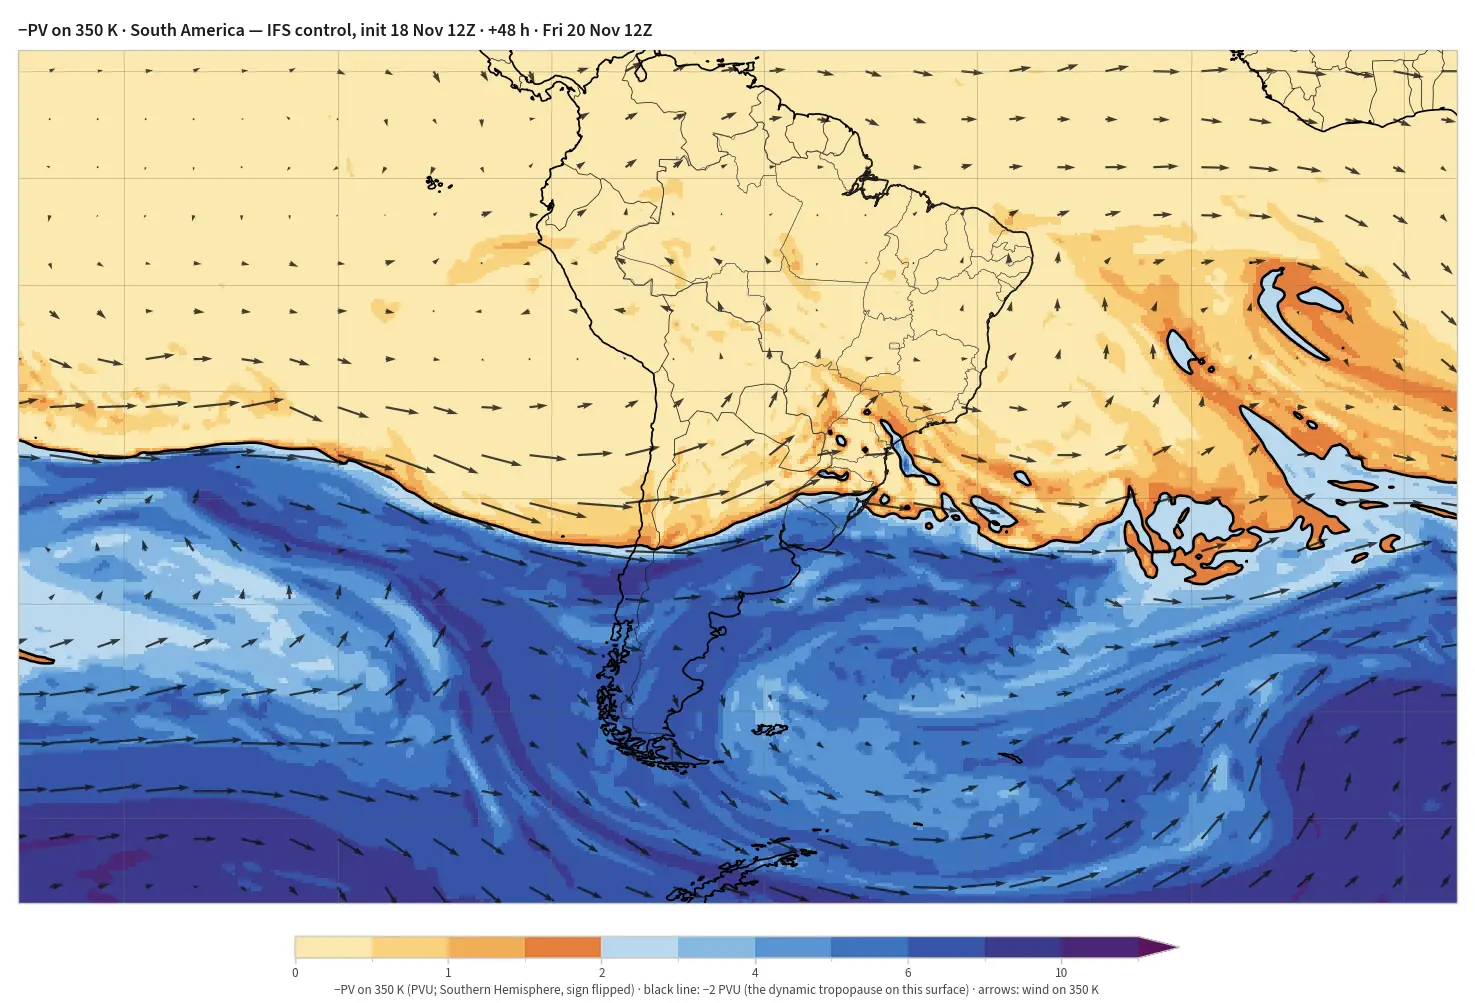 −PV on 350 K · South America — IFS control, init 18 Nov 12Z · +48 h · Fri 20 Nov 12Z
0 1 2 4 6 10
−PV on 350 K (PVU; Southern Hemisphere, sign flipped) · black line: −2 PVU (the dynamic tropopause on this surface) · arrows: wind on 350 K